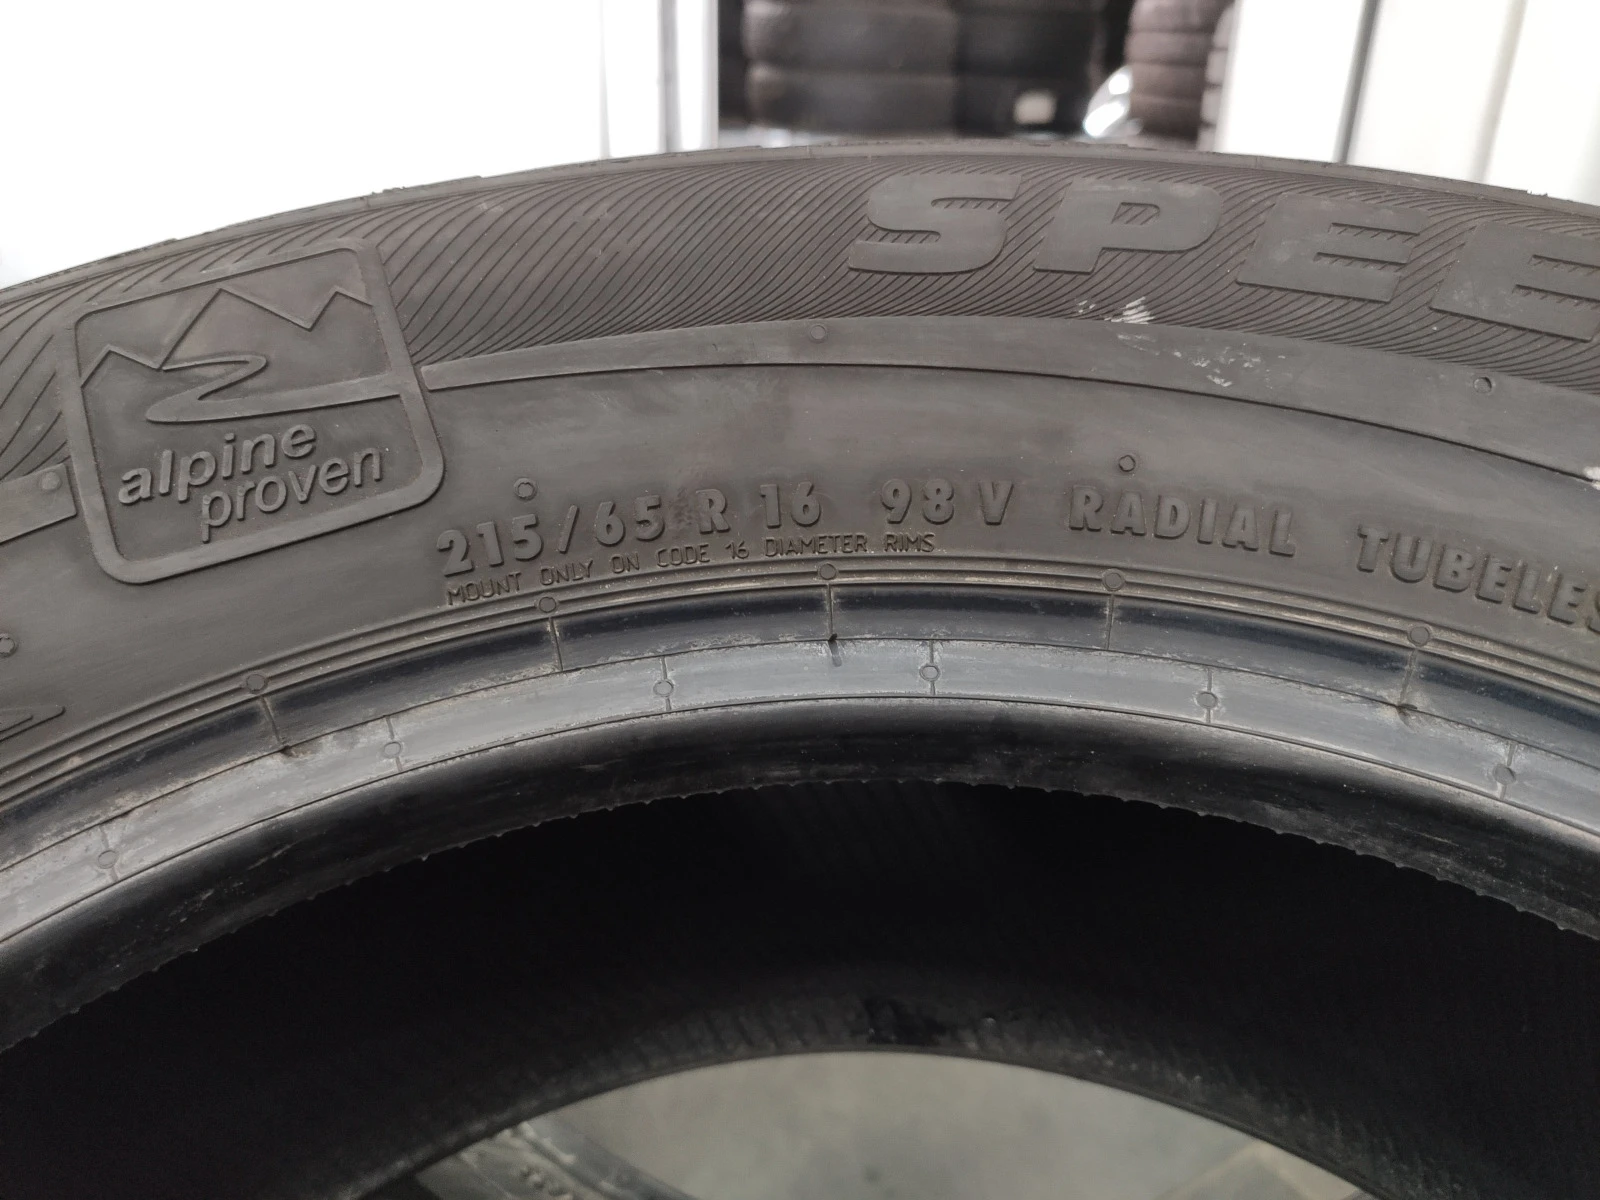 SPEE
alpine
proven
215/65 R 16 98 V RADIAL TUBELES
MOUNT ONLY ON CODE 16 DIAMETER RIMS